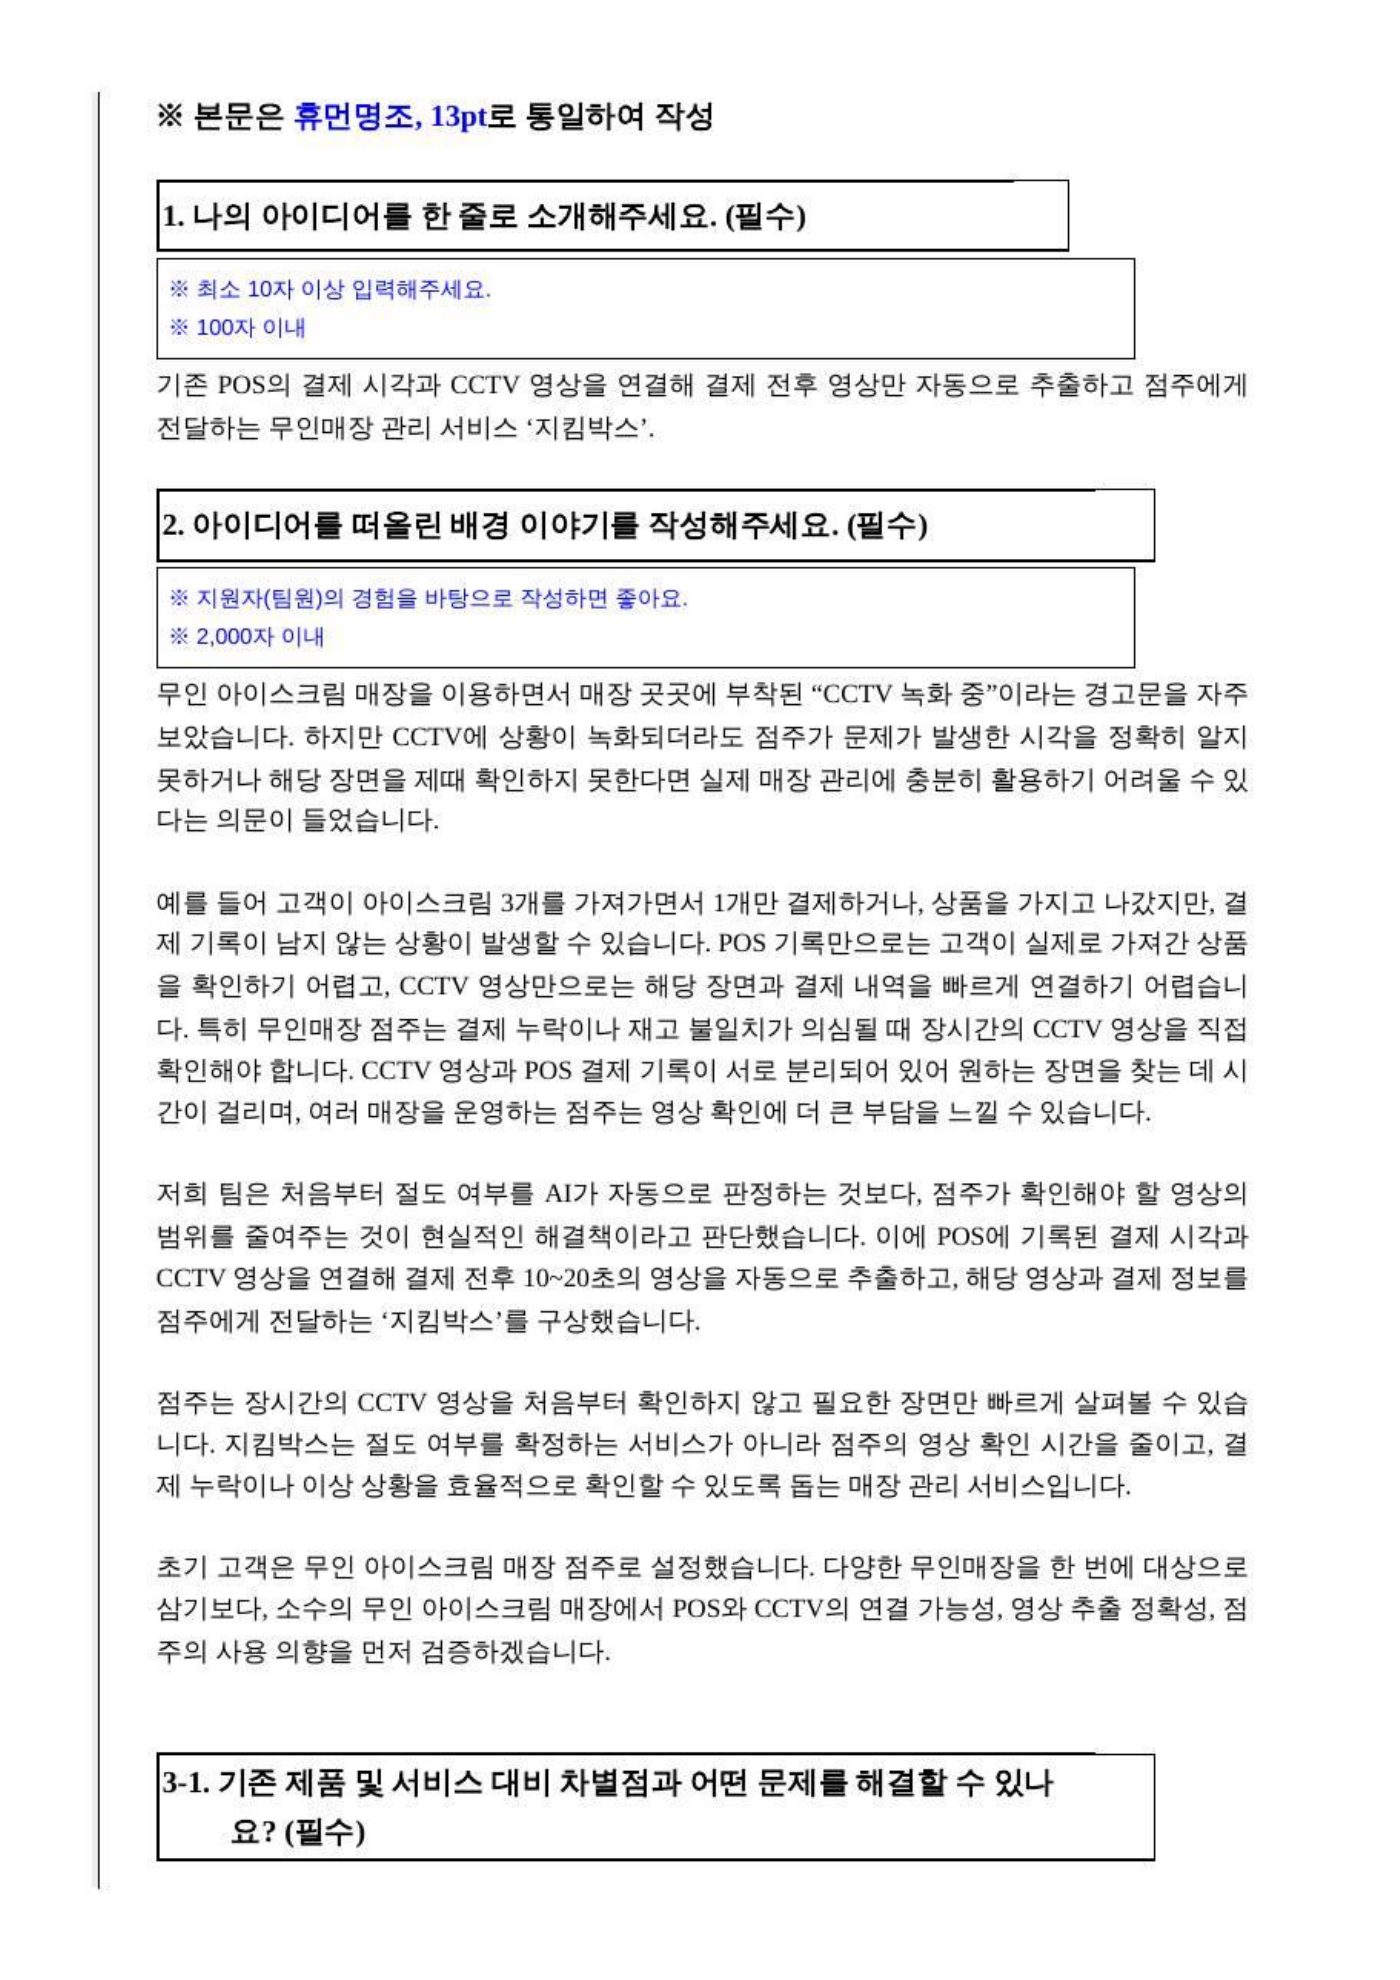 ※ 본문은 휴먼명조, 13pt로 통일하여 작성
1. 나의 아이디어를 한 줄로 소개해주세요. (필수)
※ 최소 10자 이상 입력해주세요.
※ 100자 이내
기존 POS의 결제 시각과 CCTV 영상을 연결해 결제 전후 영상만 자동으로 추출하고 점주에게
전달하는 무인매장 관리 서비스 ‘지킴박스’.
2. 아이디어를 떠올린 배경 이야기를 작성해주세요. (필수)
※ 지원자(팀원)의 경험을 바탕으로 작성하면 좋아요.
※ 2,000자 이내
무인 아이스크림 매장을 이용하면서 매장 곳곳에 부착된 “CCTV 녹화 중”이라는 경고문을 자주
보았습니다. 하지만 CCTV에 상황이 녹화되더라도 점주가 문제가 발생한 시각을 정확히 알지
못하거나 해당 장면을 제때 확인하지 못한다면 실제 매장 관리에 충분히 활용하기 어려울 수 있
다는 의문이 들었습니다.
예를 들어 고객이 아이스크림 3개를 가져가면서 1개만 결제하거나, 상품을 가지고 나갔지만, 결
제 기록이 남지 않는 상황이 발생할 수 있습니다. POS 기록만으로는 고객이 실제로 가져간 상품
을 확인하기 어렵고, CCTV 영상만으로는 해당 장면과 결제 내역을 빠르게 연결하기 어렵습니
다. 특히 무인매장 점주는 결제 누락이나 재고 불일치가 의심될 때 장시간의 CCTV 영상을 직접
확인해야 합니다. CCTV 영상과 POS 결제 기록이 서로 분리되어 있어 원하는 장면을 찾는 데 시
간이 걸리며, 여러 매장을 운영하는 점주는 영상 확인에 더 큰 부담을 느낄 수 있습니다.
저희 팀은 처음부터 절도 여부를 AI가 자동으로 판정하는 것보다, 점주가 확인해야 할 영상의
범위를 줄여주는 것이 현실적인 해결책이라고 판단했습니다. 이에 POS에 기록된 결제 시각과
CCTV 영상을 연결해 결제 전후 10~20초의 영상을 자동으로 추출하고, 해당 영상과 결제 정보를
점주에게 전달하는 ‘지킴박스’를 구상했습니다.
점주는 장시간의 CCTV 영상을 처음부터 확인하지 않고 필요한 장면만 빠르게 살펴볼 수 있습
니다. 지킴박스는 절도 여부를 확정하는 서비스가 아니라 점주의 영상 확인 시간을 줄이고, 결
제 누락이나 이상 상황을 효율적으로 확인할 수 있도록 돕는 매장 관리 서비스입니다.
초기 고객은 무인 아이스크림 매장 점주로 설정했습니다. 다양한 무인매장을 한 번에 대상으로
삼기보다, 소수의 무인 아이스크림 매장에서 POS와 CCTV의 연결 가능성, 영상 추출 정확성, 점
주의 사용 의향을 먼저 검증하겠습니다.
3-1. 기존 제품 및 서비스 대비 차별점과 어떤 문제를 해결할 수 있나
요? (필수)